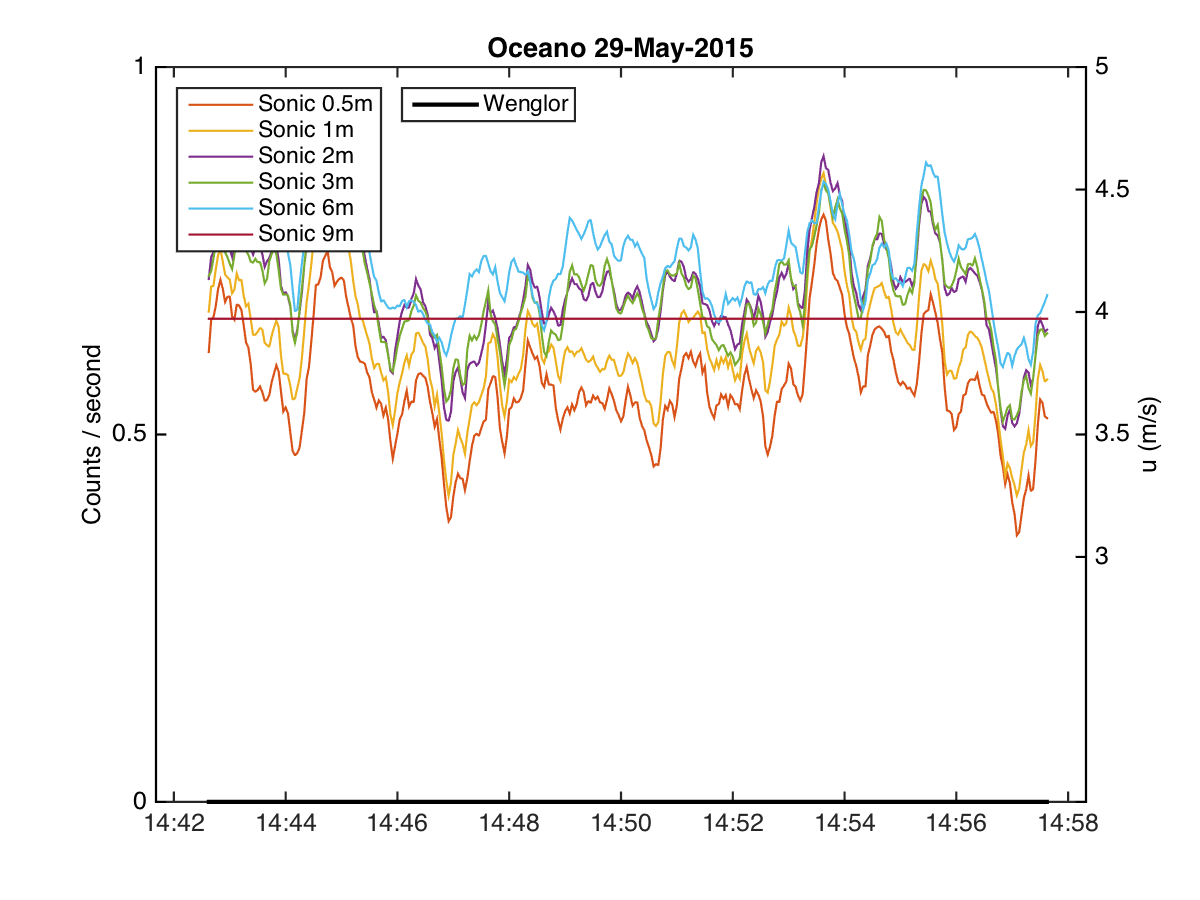 Oceano 29-May-2015
1
5
Sonic 0.5m
Wenglor
Sonic 1m
Sonic 2m
Sonic 3m
4.5
Sonic 6m
Sonic 9m
4
Counts / second
u (m/s)
0.5
3.5
3
0
14:42 14:44 14:46 14:48 14:50 14:52 14:54 14:56 14:58